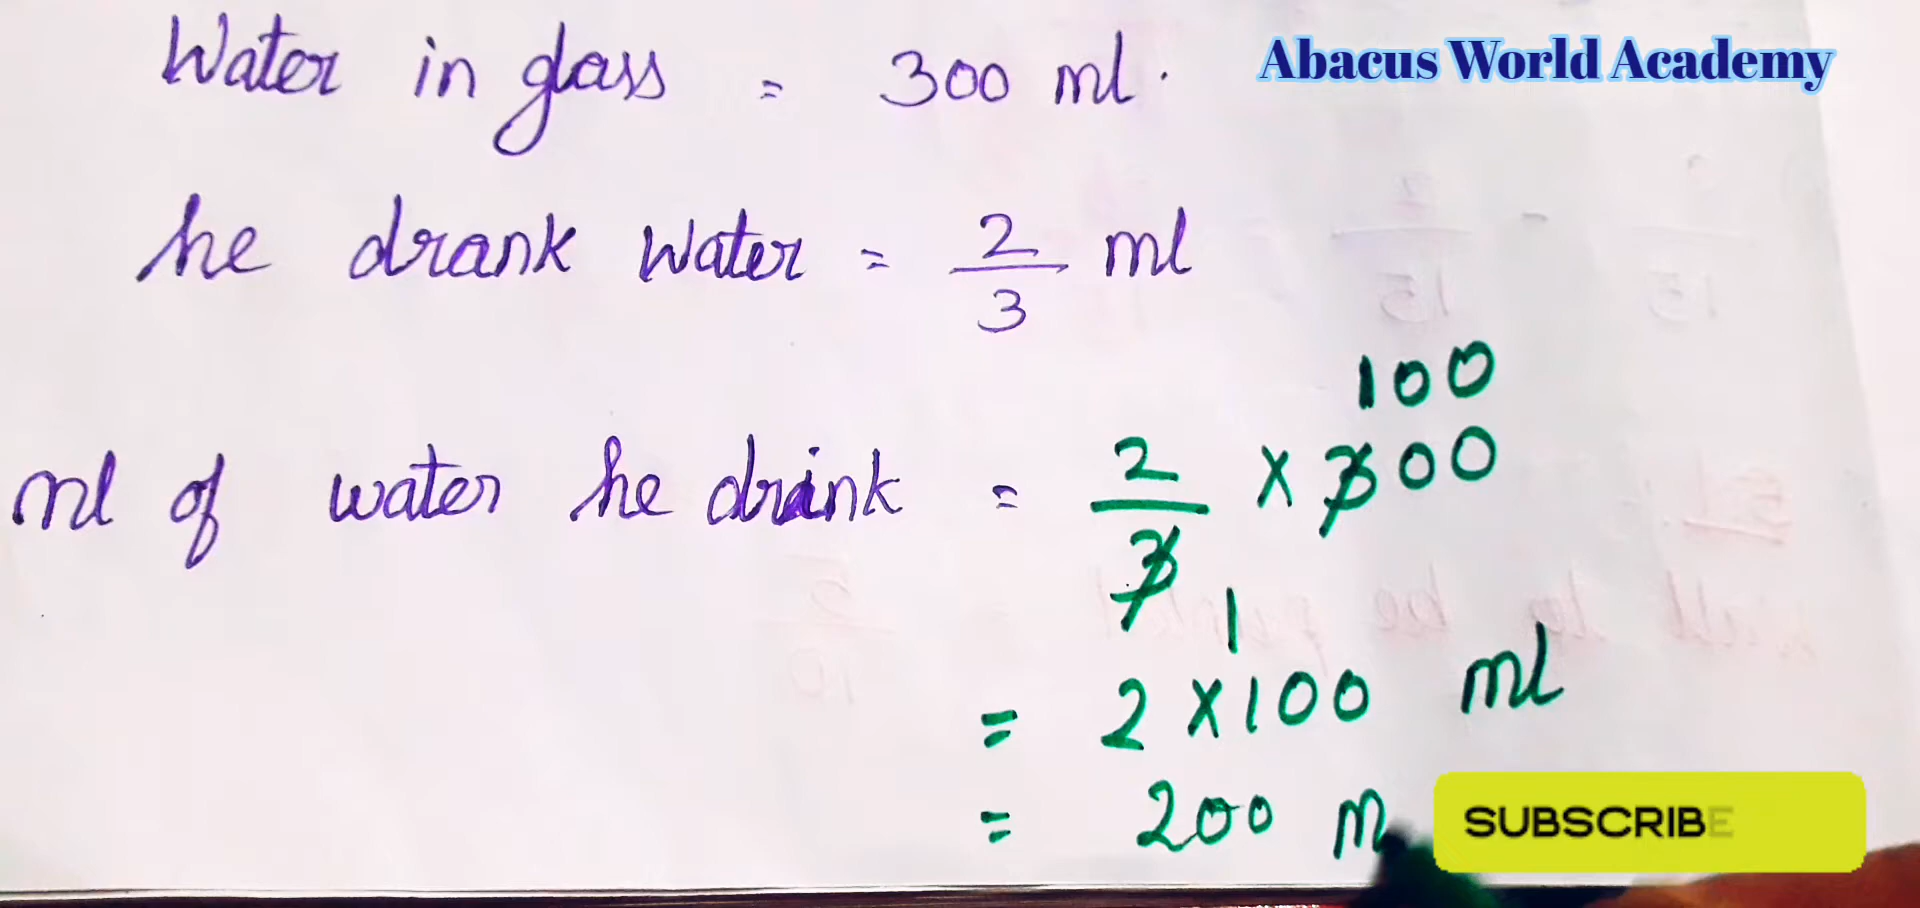 Water in glass = 300 ml.
Abacus World Academy
he drank water = 2/3 ml
100
ml of water he drink = 2/3 × 300
1
= 2 × 100 ml
= 200 m
SUBSCRIBE